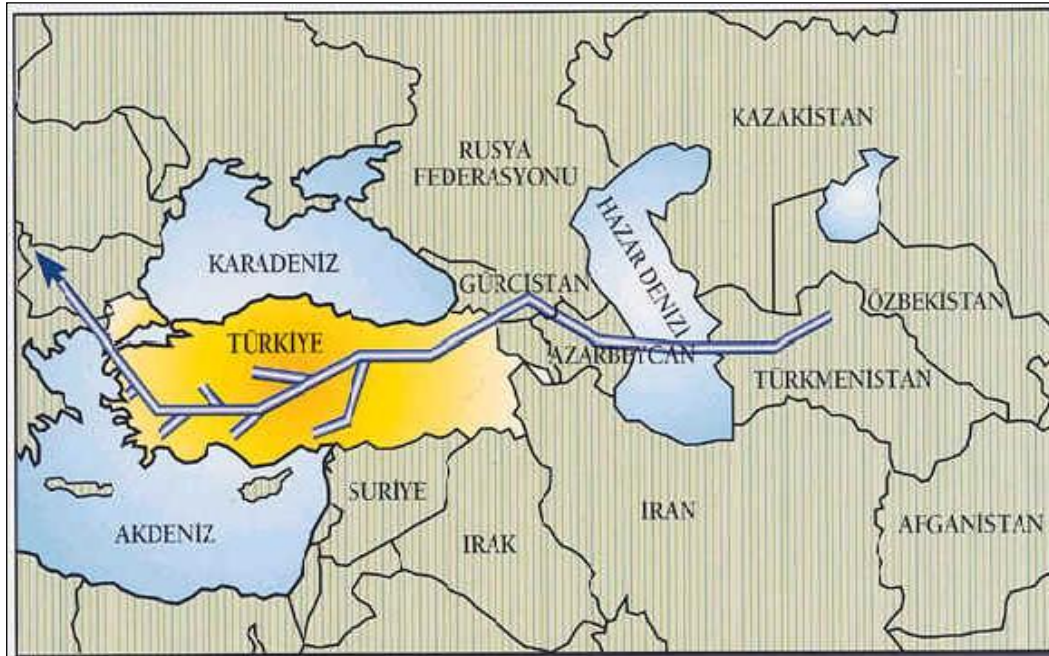 KAZAKİSTAN
RUSYA
FEDERASYONU
HAZAR DENİZİ
KARADENİZ
GÜRCİSTAN
ÖZBEKİSTAN
TÜRKİYE
AZARBEYCAN
TÜRKMENİSTAN
SURİYE
İRAN
AKDENİZ
IRAK
AFGANİSTAN